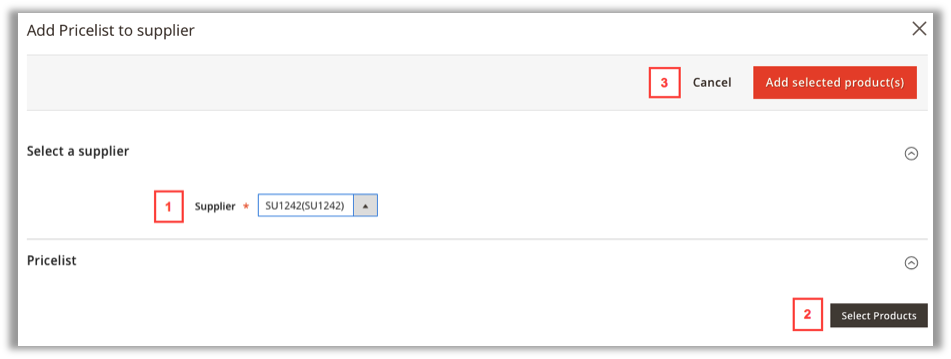 Add Pricelist to supplier
3 Cancel Add selected product(s)
Select a supplier
1 Supplier * SU1242(SU1242)
Pricelist
2 Select Products